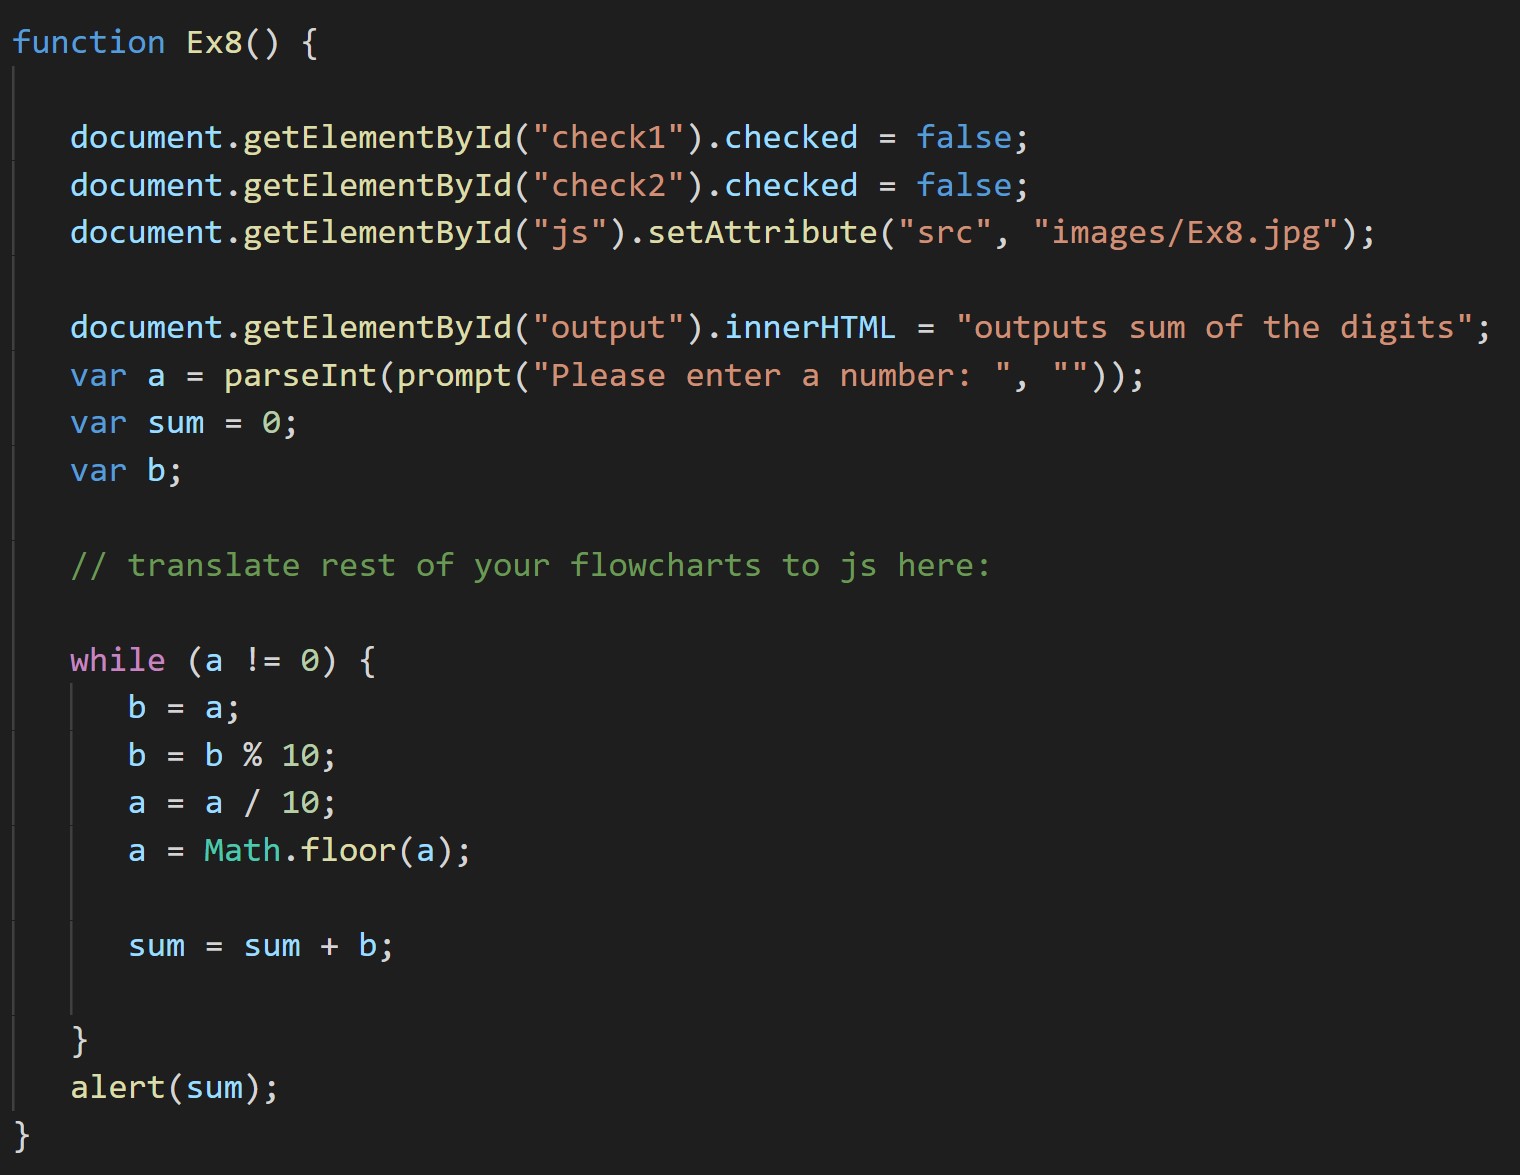 function Ex8() {
document.getElementById("check1").checked = false;
document.getElementById("check2").checked = false;
document.getElementById("js").setAttribute("src", "images/Ex8.jpg");
document.getElementById("output").innerHTML = "outputs sum of the digits";
var a = parseInt(prompt("Please enter a number: ", ""));
var sum = 0;
var b;
// translate rest of your flowcharts to js here:
while (a != 0) {
b = a;
b = b % 10;
a = a / 10;
a = Math.floor(a);
sum = sum + b;
}
alert(sum);
}